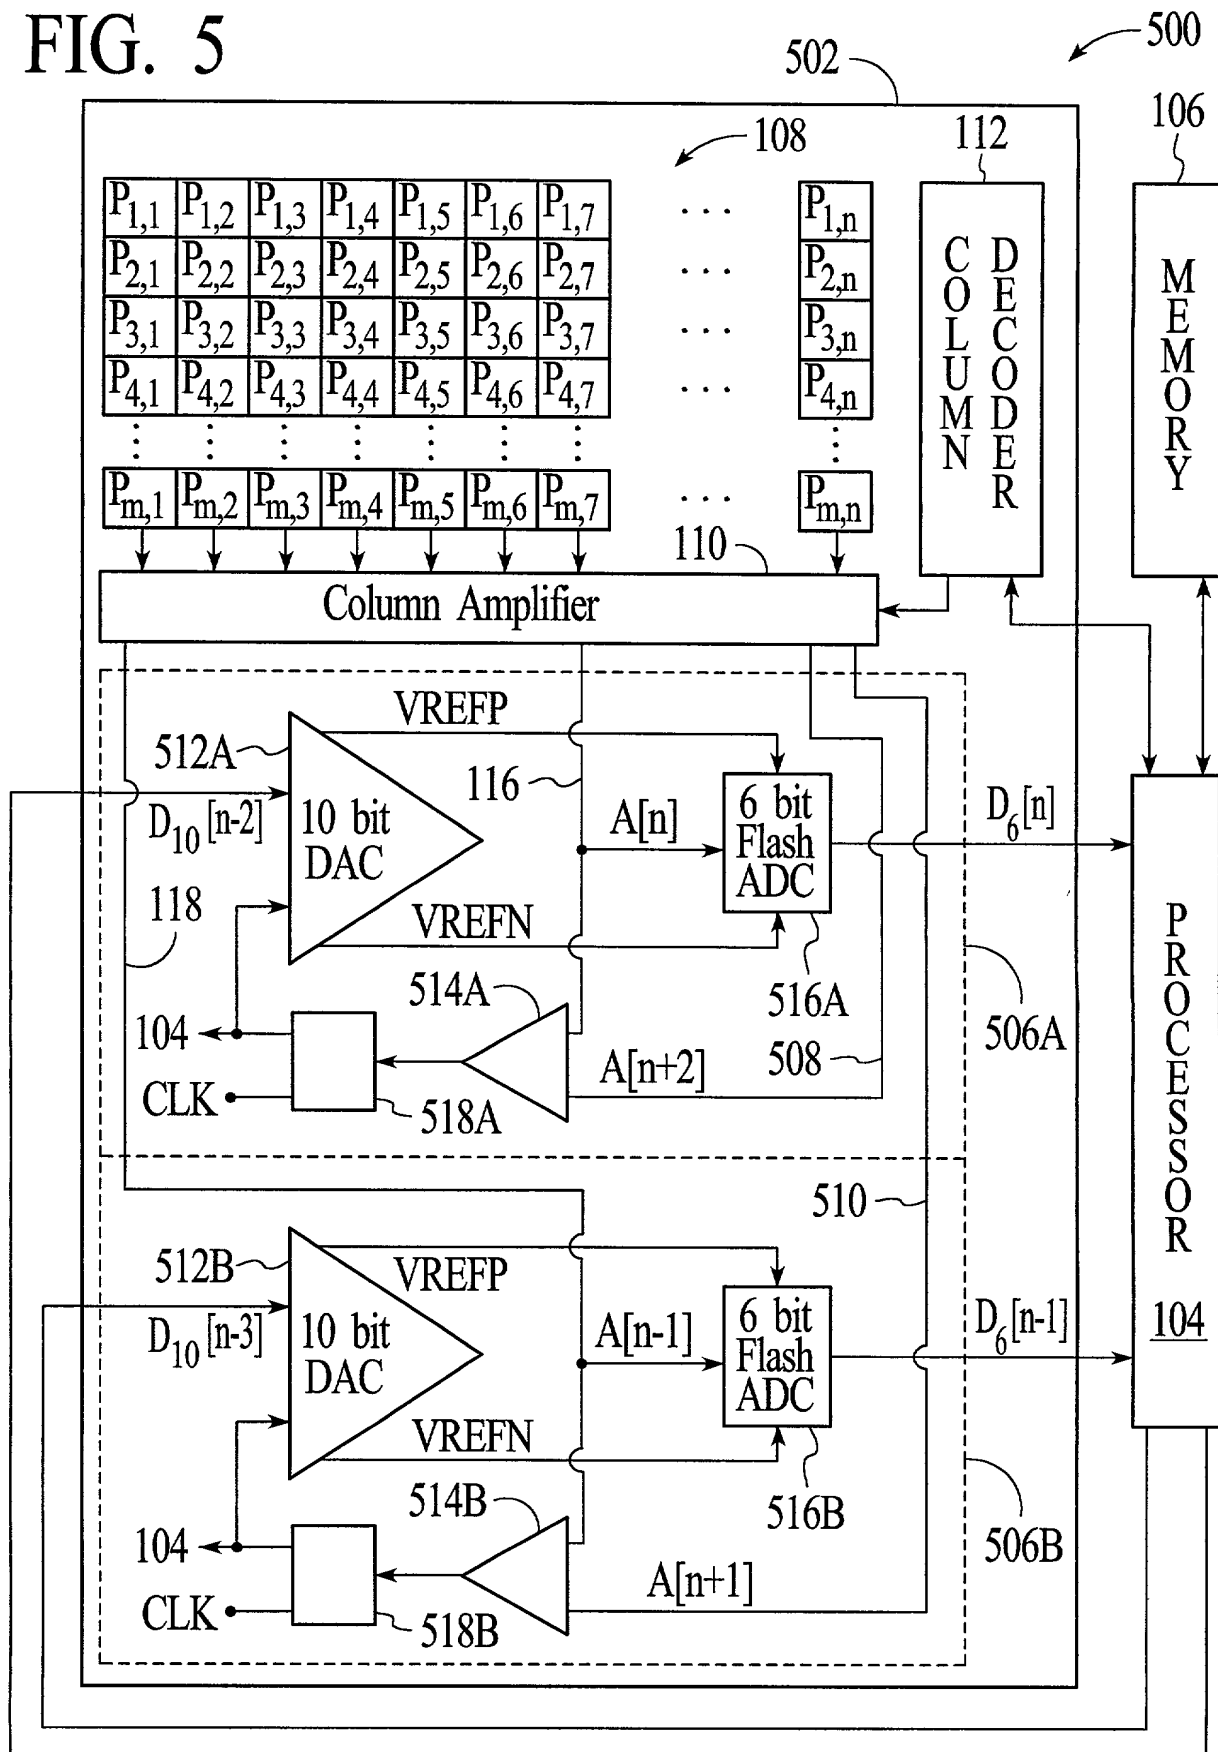 FIG. 5
500
502
106
108
112
P1,1 P1,2 P1,3 P1,4 P1,5 P1,6 P1,7 ... P1,n
P2,1 P2,2 P2,3 P2,4 P2,5 P2,6 P2,7 ... P2,n
P3,1 P3,2 P3,3 P3,4 P3,5 P3,6 P3,7 ... P3,n
P4,1 P4,2 P4,3 P4,4 P4,5 P4,6 P4,7 ... P4,n
Pm,1 Pm,2 Pm,3 Pm,4 Pm,5 Pm,6 Pm,7 ... Pm,n
COLUMN
DECODER
MEMORY
110
Column Amplifier
VREFP
512A
116
D10[n-2]
10 bit
DAC
A[n]
6 bit
Flash
ADC
D6[n]
118
VREFN
514A
516A
506A
104
508
A[n+2]
CLK
518A
PROCESSOR
104
510
512B
VREFP
D10[n-3]
10 bit
DAC
A[n-1]
6 bit
Flash
ADC
D6[n-1]
VREFN
514B
516B
506B
104
A[n+1]
CLK
518B